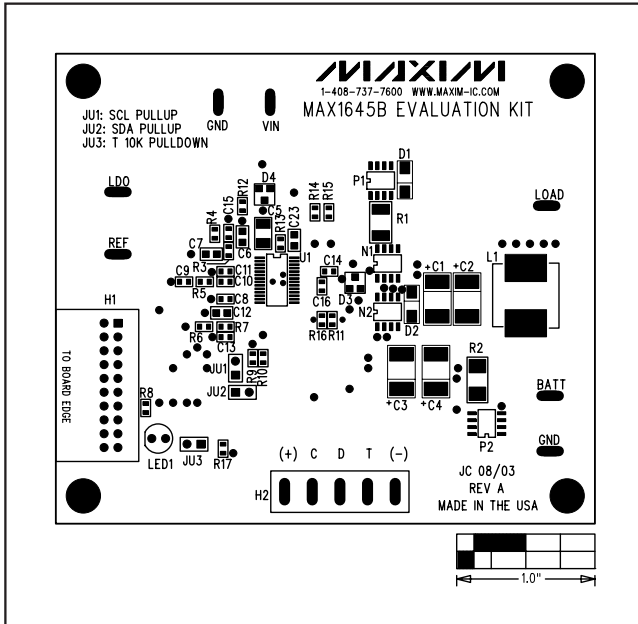 MAXIM
1-408-737-7600 WWW.MAXIM-IC.COM
MAX1645B EVALUATION KIT
JU1: SCL PULLUP
JU2: SDA PULLUP
JU3: T 10K PULLDOWN
GND
VIN
LDO
REF
LOAD
D1
P1
R1
D4
R12
C15
R4
C5
R13
C23
R14
R15
C7
C6
U1
R3
C11
C9
R5
C10
C14
C16
D3
N1
+C1
+C2
L1
H1
C8
C12
R6
R7
C13
N2
D2
R16
R11
TO BOARD EDGE
JU1
R9
R10
JU2
R8
+C3
+C4
R2
BATT
P2
GND
LED1
JU3
R17
(+) C D T (-)
H2
JC 08/03
REV A
MADE IN THE USA
1.0"